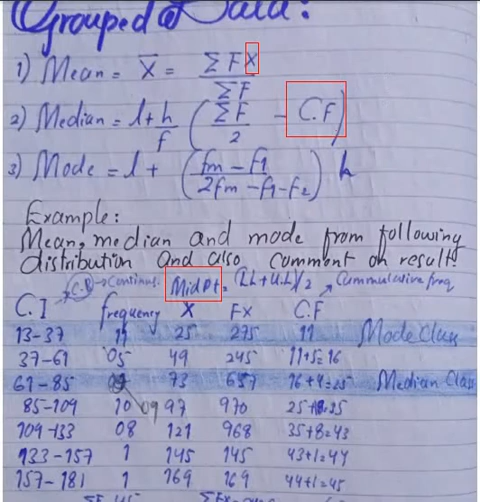 Grouped Data:
1) Mean = X̄ = ΣFX / ΣF
2) Median = l + h/f (ΣF/2 - C.F)
3) Mode = l + (fm - f1 / 2fm - f1 - f2) h
Example:
Mean, median and mode from following
distribution and also comment on result!
C.B → Continus. MidPt = (LL+UL)/2 → Cummulative freq
C.I frequency X FX C.F
13-37 11 25 275 11 Mode Class
37-61 05 49 245 11+5=16
61-85 09 73 657 16+9=25 Median Class
85-109 10 97 970 25+10=35
109-133 08 121 968 35+8=43
133-157 1 145 145 43+1=44
157-181 1 169 169 44+1=45